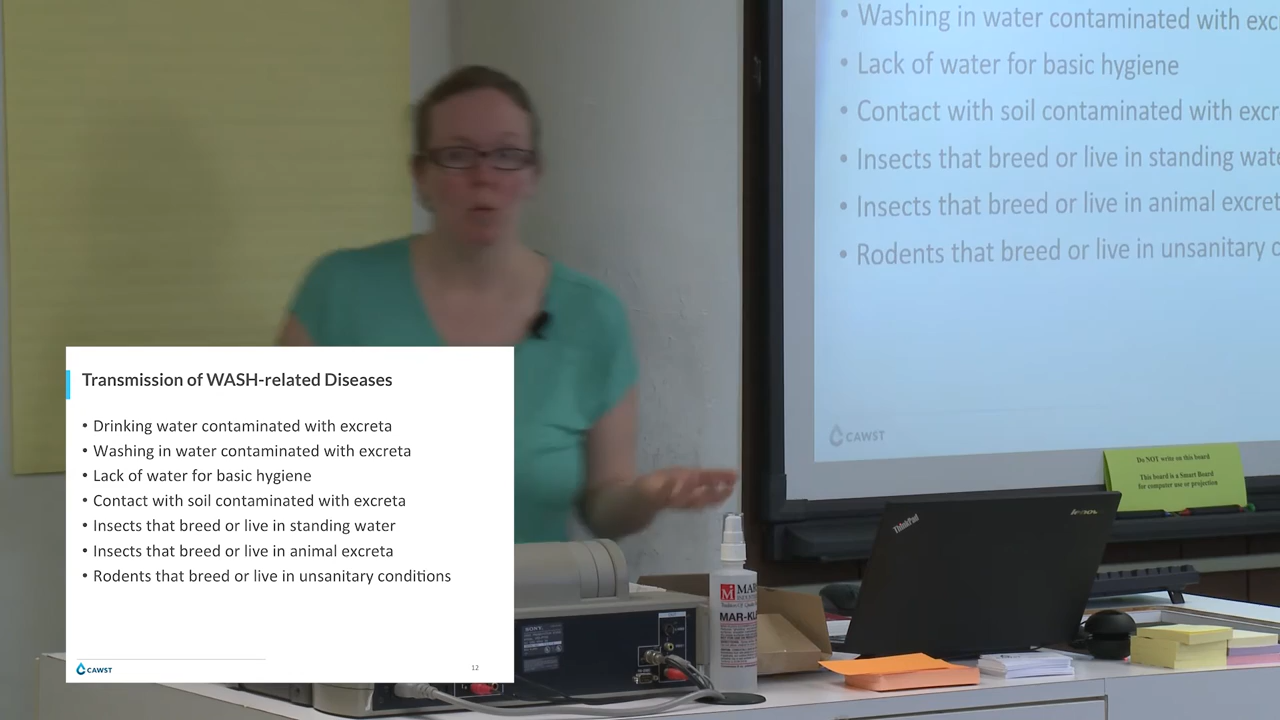 Washing in water contaminated with exc
Lack of water for basic hygiene
Contact with soil contaminated with excr
Insects that breed or live in standing wate
Insects that breed or live in animal excret
Rodents that breed or live in unsanitary c
CAWST
Transmission of WASH-related Diseases
• Drinking water contaminated with excreta
• Washing in water contaminated with excreta
• Lack of water for basic hygiene
• Contact with soil contaminated with excreta
• Insects that breed or live in standing water
• Insects that breed or live in animal excreta
• Rodents that breed or live in unsanitary conditions
CAWST
12
Do NOT write on this board
This board is a Smart Board
for computer use or projection
ThinkPad
lenovo
SONY
M MAR
MAR-KL